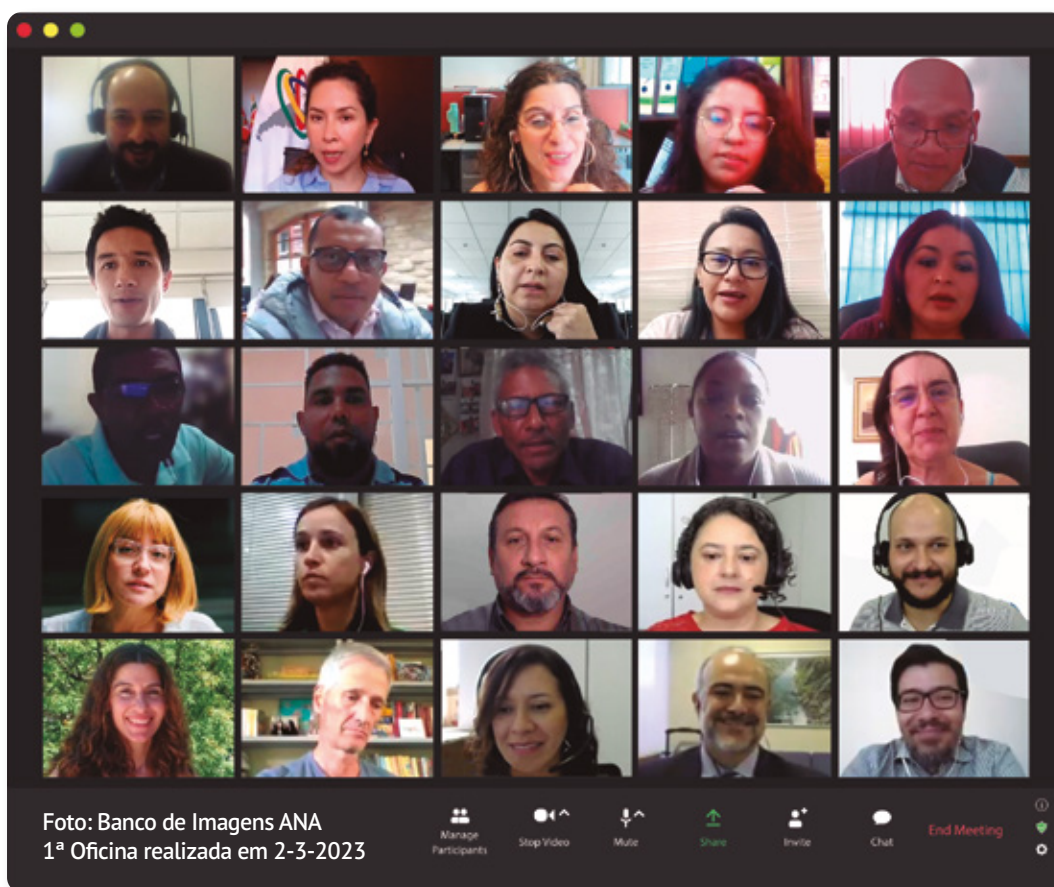 Foto: Banco de Imagens ANA
1ª Oficina realizada em 2-3-2023
Manage
Participants
Stop Video
Mute
Share
Invite
Chat
End Meeting